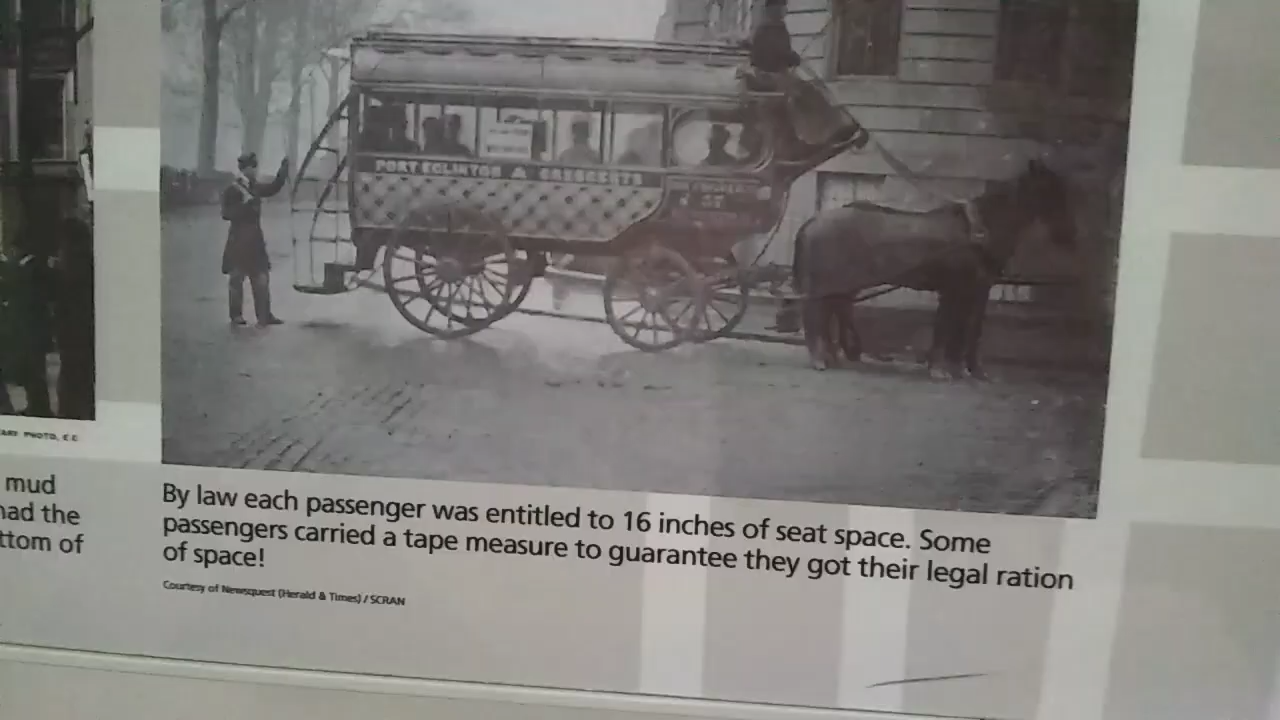 PORT EGLINTON & CRESCENTS
PHOTO, C.C.
mud
had the
ttom of
By law each passenger was entitled to 16 inches of seat space. Some
passengers carried a tape measure to guarantee they got their legal ration
of space!
Courtesy of Newsquest (Herald & Times) / SCRAN